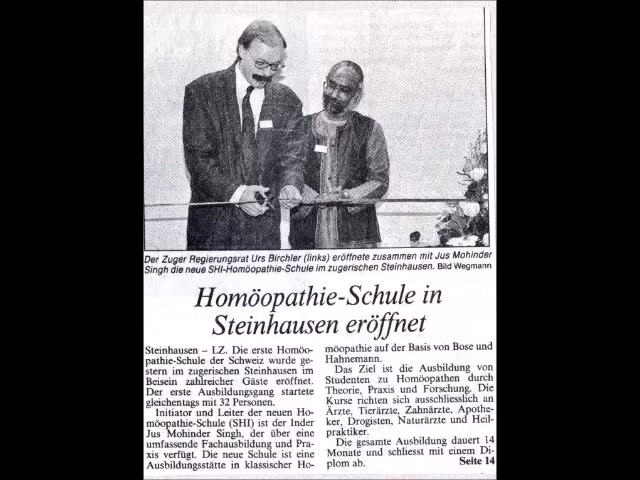 Der Zuger Regierungsrat Urs Birchler (links) eröffnete zusammen mit Jus Mohinder
Singh die neue SHI-Homöopathie-Schule im zugerischen Steinhausen. Bild Wegmann
Homöopathie-Schule in
Steinhausen eröffnet
Steinhausen – LZ. Die erste Homöo-
pathie-Schule der Schweiz wurde ge-
stern im zugerischen Steinhausen im
Beisein zahlreicher Gäste eröffnet.
Der erste Ausbildungsgang startete
gleichentags mit 32 Personen.
Initiator und Leiter der neuen Ho-
möopathie-Schule (SHI) ist der Inder
Jus Mohinder Singh, der über eine
umfassende Fachausbildung und Pra-
xis verfügt. Die neue Schule ist eine
Ausbildungsstätte in klassischer Ho-
möopathie auf der Basis von Bose und
Hahnemann.
Das Ziel ist die Ausbildung von
Studenten zu Homöopathen durch
Theorie, Praxis und Forschung. Die
Kurse richten sich ausschliesslich an
Ärzte, Tierärzte, Zahnärzte, Apothe-
ker, Drogisten, Naturärzte und Heil-
praktiker.
Die gesamte Ausbildung dauert 14
Monate und schliesst mit einem Di-
plom ab. Seite 14